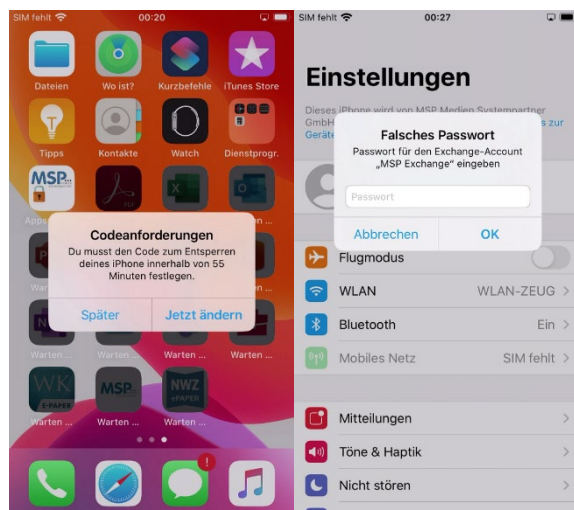 SIM fehlt
00:20
Dateien
Wo ist?
Kurzbefehle
iTunes Store
Tipps
Kontakte
Watch
Dienstprogr.
MSP...
Apps
Codeanforderungen
Du musst den Code zum Entsperren
deines iPhone innerhalb von 55
Minuten festlegen.
Später
Jetzt ändern
Warten ...
Warten ...
Warten ...
WK
E-PAPER
MSP...
NWZ
ePAPER
Warten ...
Warten ...
Warten ...
SIM fehlt
00:27
Einstellungen
Dieses iPhone wird von MSP Medien Systempartner
GmbH
s zur
Geräte
Falsches Passwort
Passwort für den Exchange-Account
„MSP Exchange“ eingeben
Passwort
Abbrechen
OK
Flugmodus
WLAN
WLAN-ZEUG
Bluetooth
Ein
Mobiles Netz
SIM fehlt
Mitteilungen
Töne & Haptik
Nicht stören